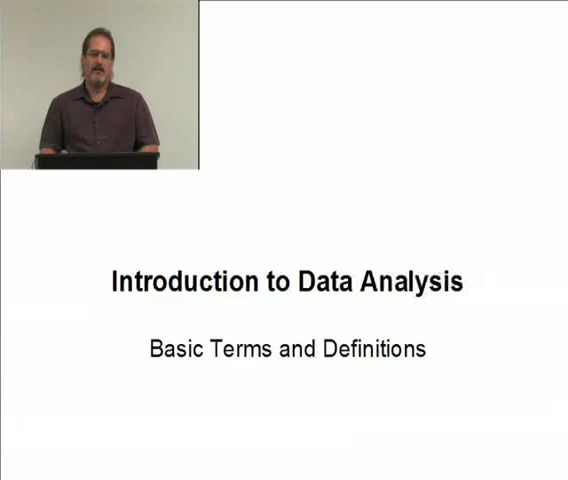 Introduction to Data Analysis
Basic Terms and Definitions